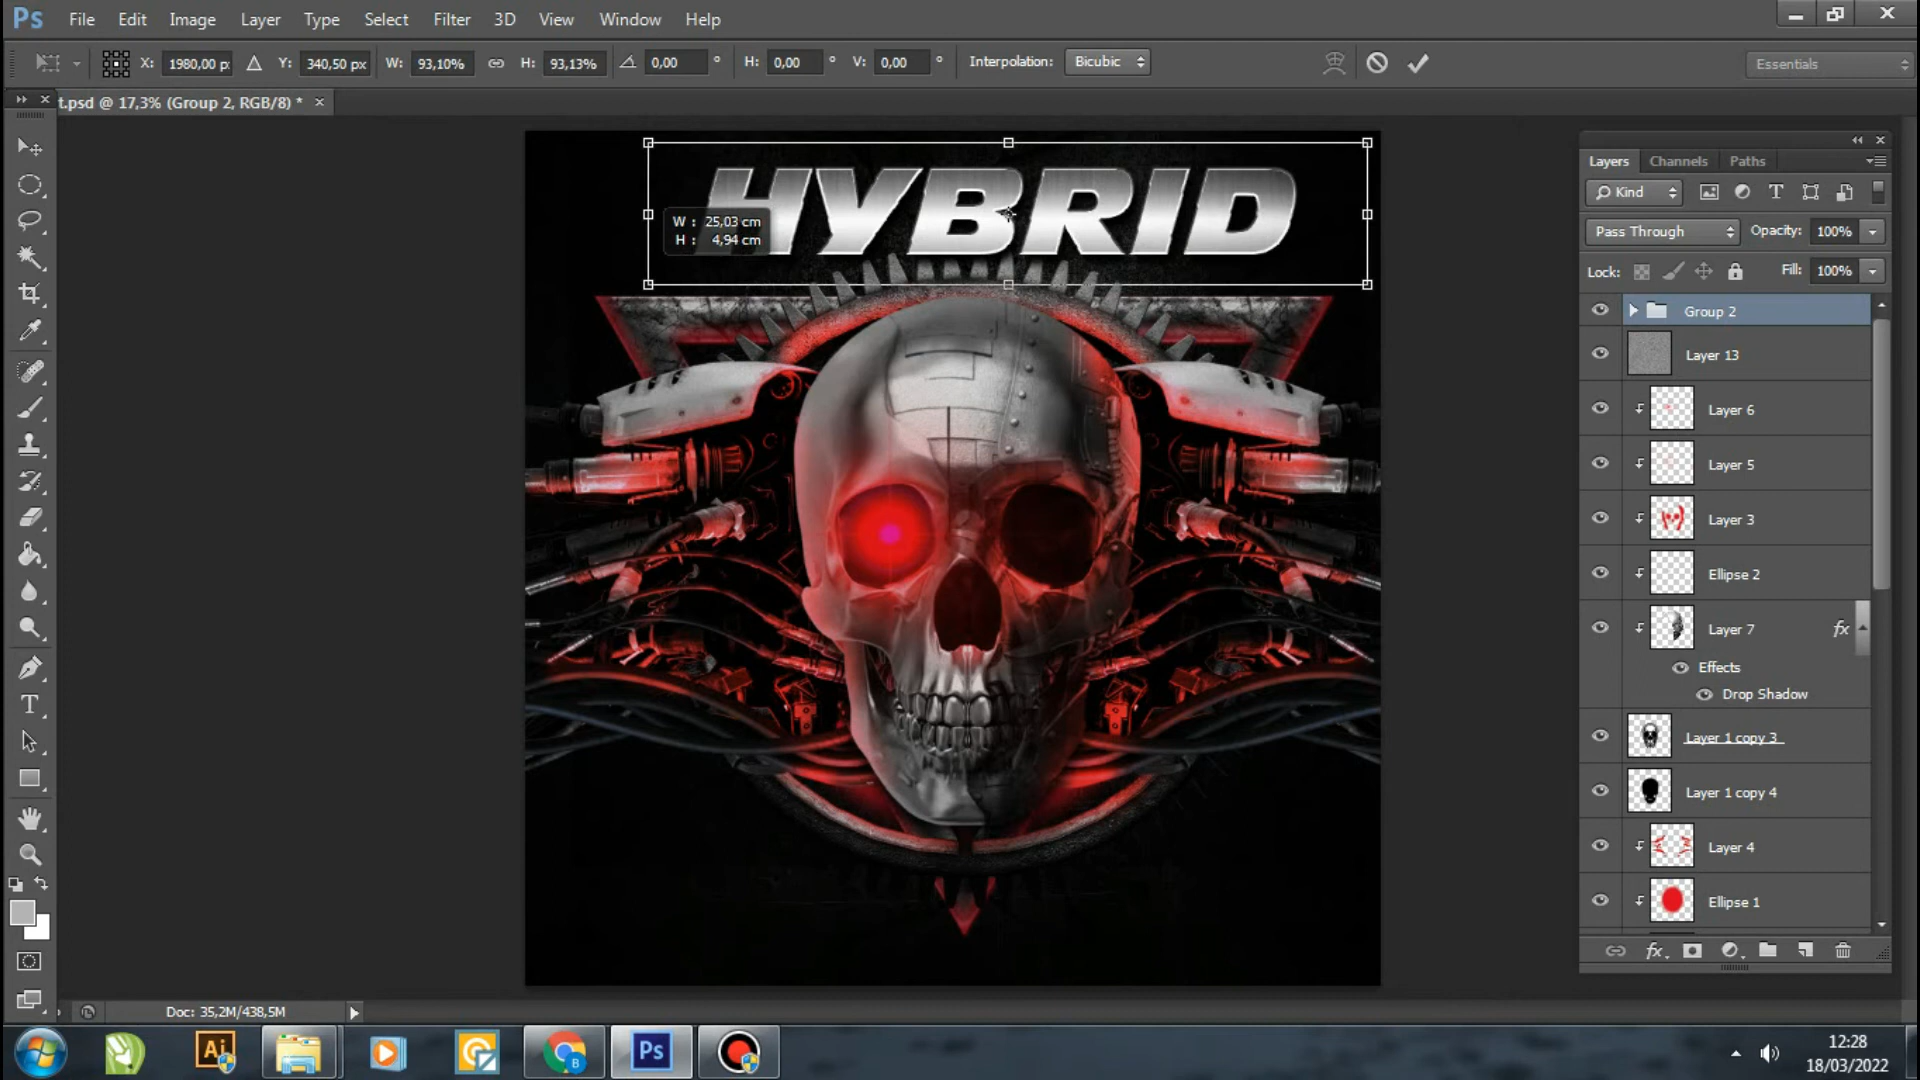 Ps File Edit Image Layer Type Select Filter 3D View Window Help
X: 1980,00 p Y: 340,50 px W: 93,10% H: 93,13% 0,00 ° H: 0,00 ° V: 0,00 ° Interpolation: Bicubic Essentials
t.psd @ 17,3% (Group 2, RGB/8) * ×
HYBRID
W : 25,03 cm
H : 4,94 cm
Layers Channels Paths
Kind
Pass Through Opacity: 100%
Lock: Fill: 100%
Group 2
Layer 13
Layer 6
Layer 5
Layer 3
Ellipse 2
Layer 7 fx
Effects
Drop Shadow
Layer 1 copy 3
Layer 1 copy 4
Layer 4
Ellipse 1
fx
T
Doc: 35,2M/438,5M
Ai Ps B
12:28
18/03/2022